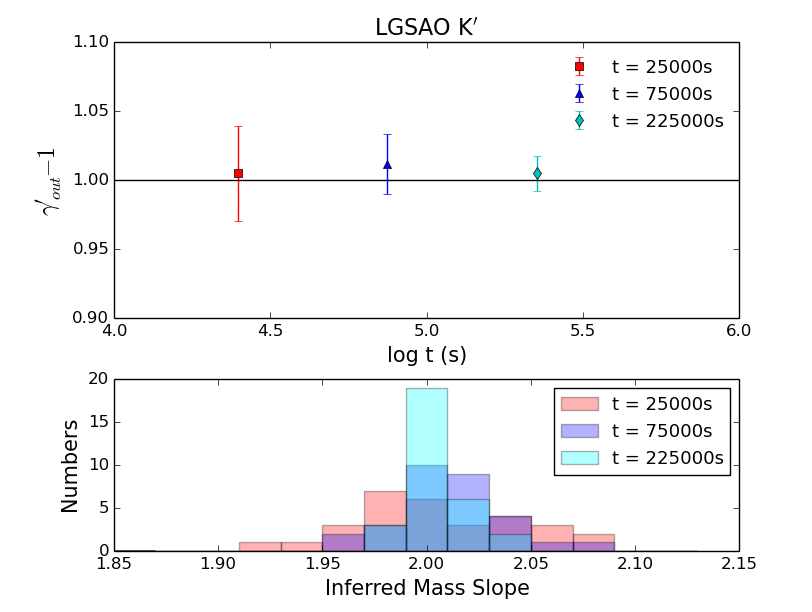 LGSAO K′
1.10
1.05
1.00
0.95
0.90
γ′out−1
t = 25000s
t = 75000s
t = 225000s
4.0 4.5 5.0 5.5 6.0
log t (s)
20
15
10
5
0
Numbers
t = 25000s
t = 75000s
t = 225000s
1.85 1.90 1.95 2.00 2.05 2.10 2.15
Inferred Mass Slope